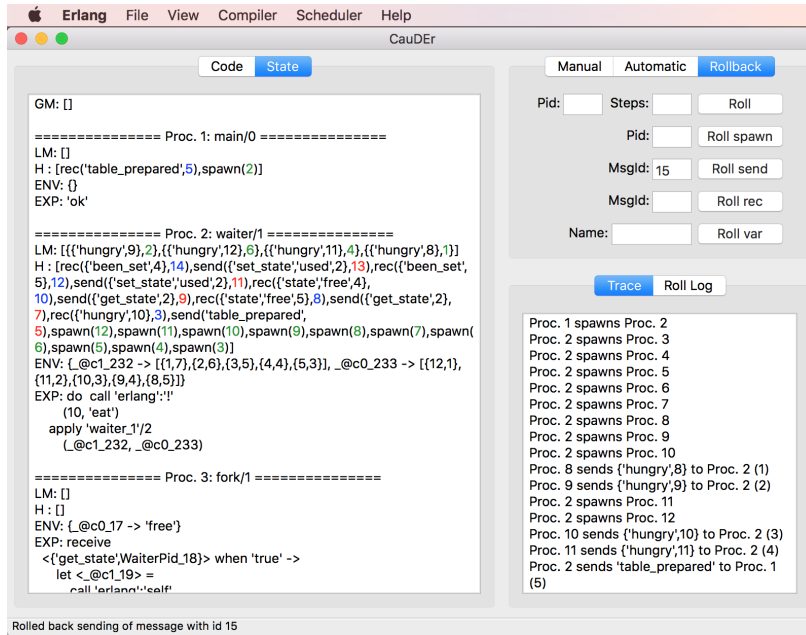 Erlang File View Compiler Scheduler Help
CauDEr
Code State
GM: []
=============== Proc. 1: main/0 ===============
LM: []
H : [rec('table_prepared',5),spawn(2)]
ENV: {}
EXP: 'ok'
=============== Proc. 2: waiter/1 ===============
LM: [{{'hungry',9},2},{{'hungry',12},6},{{'hungry',11},4},{{'hungry',8},1}]
H : [rec({'been_set',4},14),send({'set_state','used',2},13),rec({'been_set',
5},12),send({'set_state','used',2},11),rec({'state','free',4},
10),send({'get_state',2},9),rec({'state','free',5},8),send({'get_state',2},
7),rec({'hungry',10},3),send('table_prepared',
5),spawn(12),spawn(11),spawn(10),spawn(9),spawn(8),spawn(7),spawn(
6),spawn(5),spawn(4),spawn(3)]
ENV: {_@c1_232 -> [{1,7},{2,6},{3,5},{4,4},{5,3}], _@c0_233 -> [{12,1},
{11,2},{10,3},{9,4},{8,5}]}
EXP: do call 'erlang':'!'
(10, 'eat')
apply 'waiter_1'/2
(_@c1_232, _@c0_233)
=============== Proc. 3: fork/1 ===============
LM: []
H : []
ENV: {_@c0_17 -> 'free'}
EXP: receive
<{'get_state',WaiterPid_18}> when 'true' ->
let <_@c1_19> =
call 'erlang':'self'
Manual Automatic Rollback
Pid: Steps: Roll
Pid: Roll spawn
MsgId: 15 Roll send
MsgId: Roll rec
Name: Roll var
Trace Roll Log
Proc. 1 spawns Proc. 2
Proc. 2 spawns Proc. 3
Proc. 2 spawns Proc. 4
Proc. 2 spawns Proc. 5
Proc. 2 spawns Proc. 6
Proc. 2 spawns Proc. 7
Proc. 2 spawns Proc. 8
Proc. 2 spawns Proc. 9
Proc. 2 spawns Proc. 10
Proc. 8 sends {'hungry',8} to Proc. 2 (1)
Proc. 9 sends {'hungry',9} to Proc. 2 (2)
Proc. 2 spawns Proc. 11
Proc. 2 spawns Proc. 12
Proc. 10 sends {'hungry',10} to Proc. 2 (3)
Proc. 11 sends {'hungry',11} to Proc. 2 (4)
Proc. 2 sends 'table_prepared' to Proc. 1
(5)
Rolled back sending of message with id 15